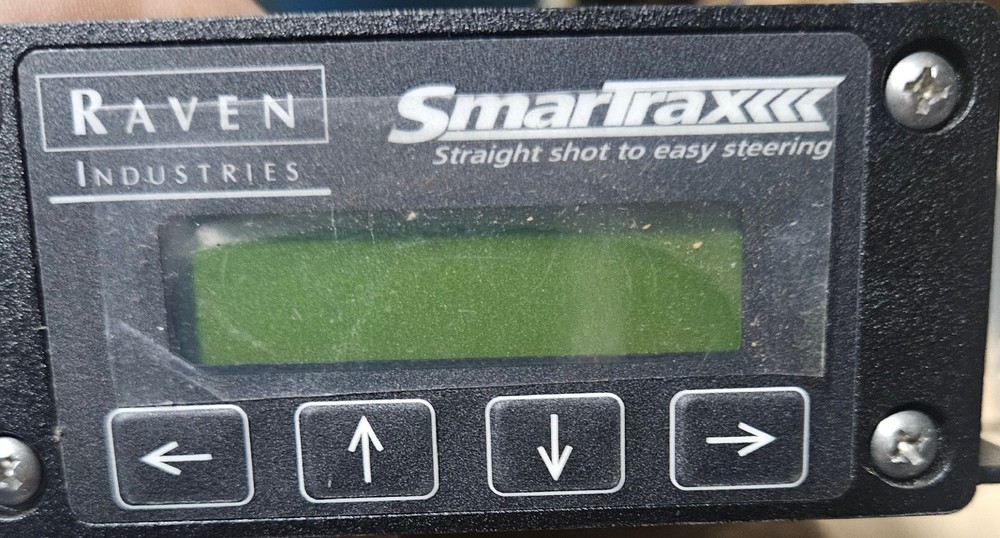 RAVEN
INDUSTRIES
SmarTrax
Straight shot to easy steering